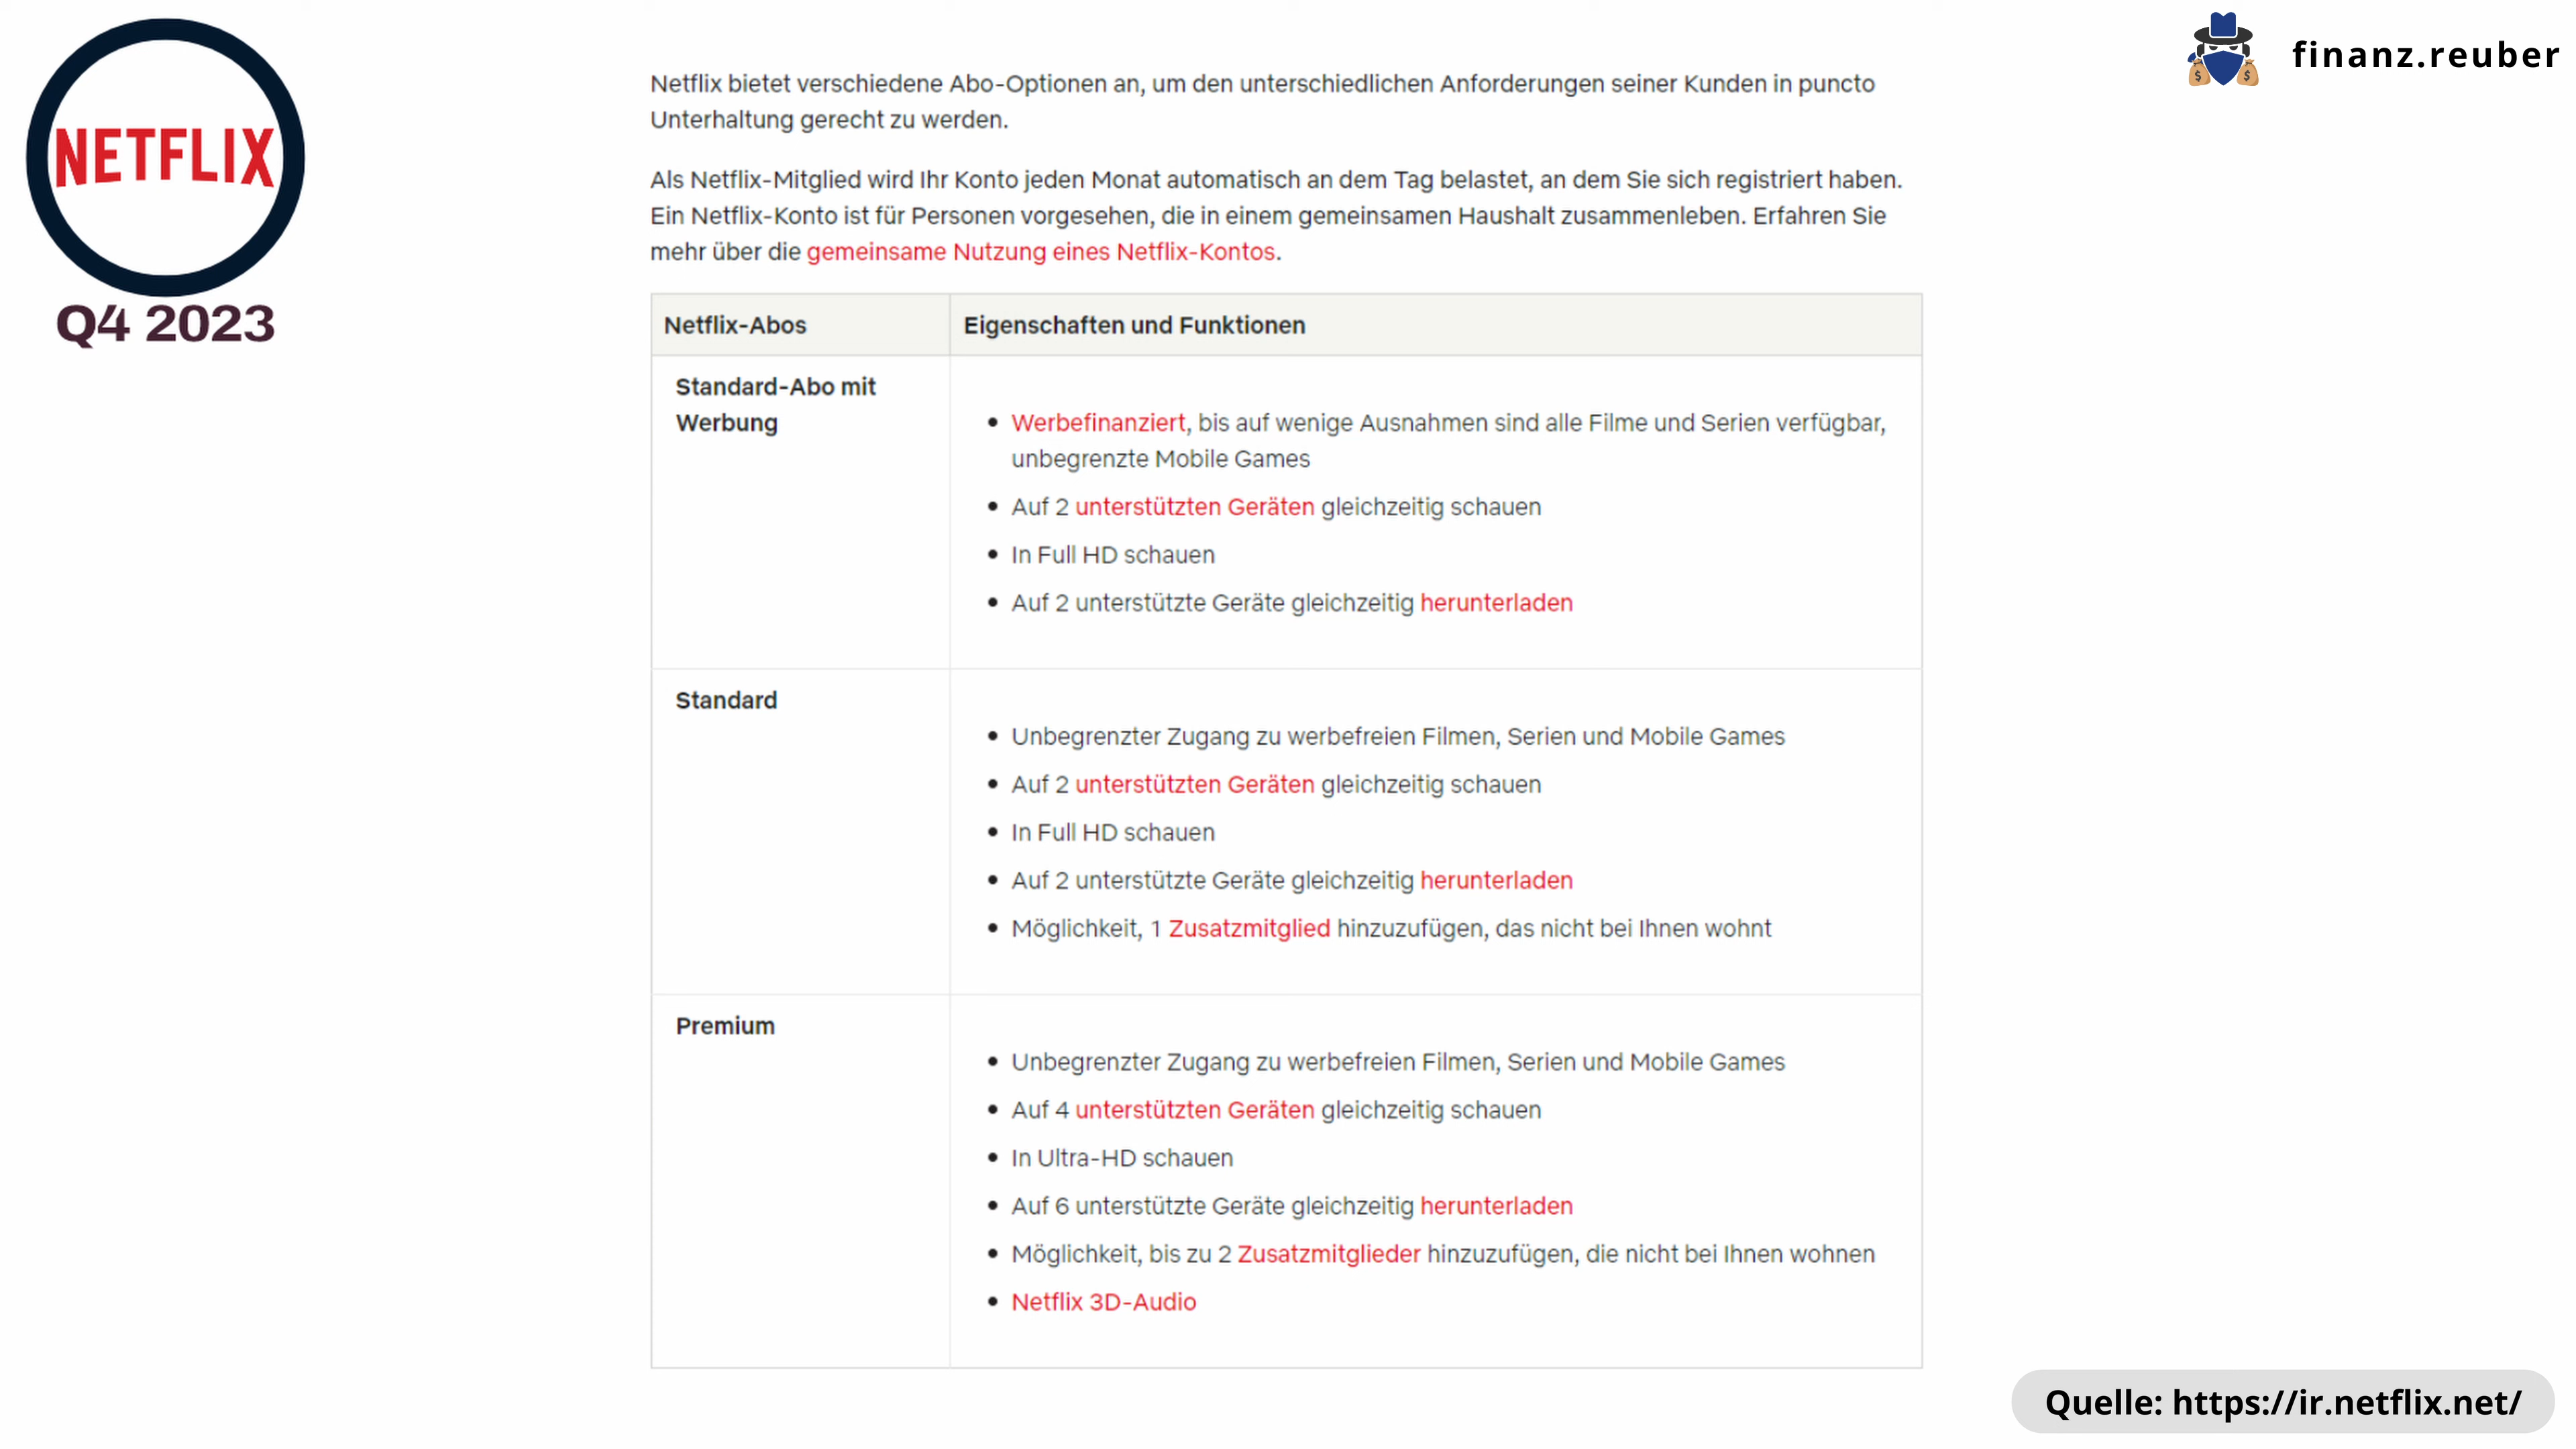 NETFLIX
Q4 2023
finanz.reuber
Netflix bietet verschiedene Abo-Optionen an, um den unterschiedlichen Anforderungen seiner Kunden in puncto
Unterhaltung gerecht zu werden.
Als Netflix-Mitglied wird Ihr Konto jeden Monat automatisch an dem Tag belastet, an dem Sie sich registriert haben.
Ein Netflix-Konto ist für Personen vorgesehen, die in einem gemeinsamen Haushalt zusammenleben. Erfahren Sie
mehr über die gemeinsame Nutzung eines Netflix-Kontos.
Netflix-Abos
Eigenschaften und Funktionen
Standard-Abo mit
Werbung
• Werbefinanziert, bis auf wenige Ausnahmen sind alle Filme und Serien verfügbar,
unbegrenzte Mobile Games
• Auf 2 unterstützten Geräten gleichzeitig schauen
• In Full HD schauen
• Auf 2 unterstützte Geräte gleichzeitig herunterladen
Standard
• Unbegrenzter Zugang zu werbefreien Filmen, Serien und Mobile Games
• Auf 2 unterstützten Geräten gleichzeitig schauen
• In Full HD schauen
• Auf 2 unterstützte Geräte gleichzeitig herunterladen
• Möglichkeit, 1 Zusatzmitglied hinzuzufügen, das nicht bei Ihnen wohnt
Premium
• Unbegrenzter Zugang zu werbefreien Filmen, Serien und Mobile Games
• Auf 4 unterstützten Geräten gleichzeitig schauen
• In Ultra-HD schauen
• Auf 6 unterstützte Geräte gleichzeitig herunterladen
• Möglichkeit, bis zu 2 Zusatzmitglieder hinzuzufügen, die nicht bei Ihnen wohnen
• Netflix 3D-Audio
Quelle: https://ir.netflix.net/